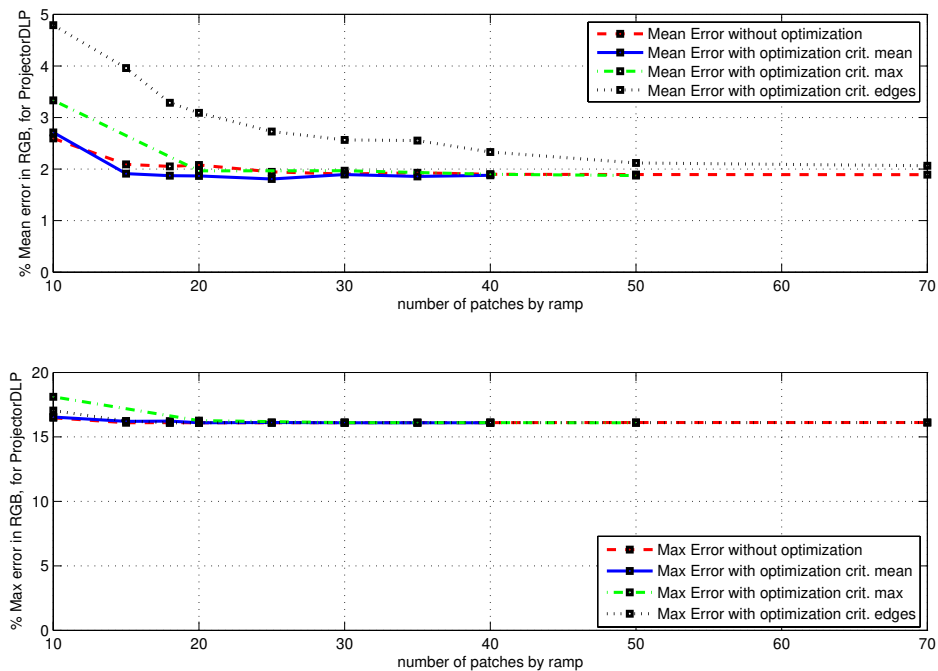 % Mean error in RGB, for ProjectorDLP
5
4
3
2
1
0
Mean Error without optimization
Mean Error with optimization crit. mean
Mean Error with optimization crit. max
Mean Error with optimization crit. edges
10 20 30 40 50 60 70
number of patches by ramp
% Max error in RGB, for ProjectorDLP
20
15
10
5
0
Max Error without optimization
Max Error with optimization crit. mean
Max Error with optimization crit. max
Max Error with optimization crit. edges
10 20 30 40 50 60 70
number of patches by ramp